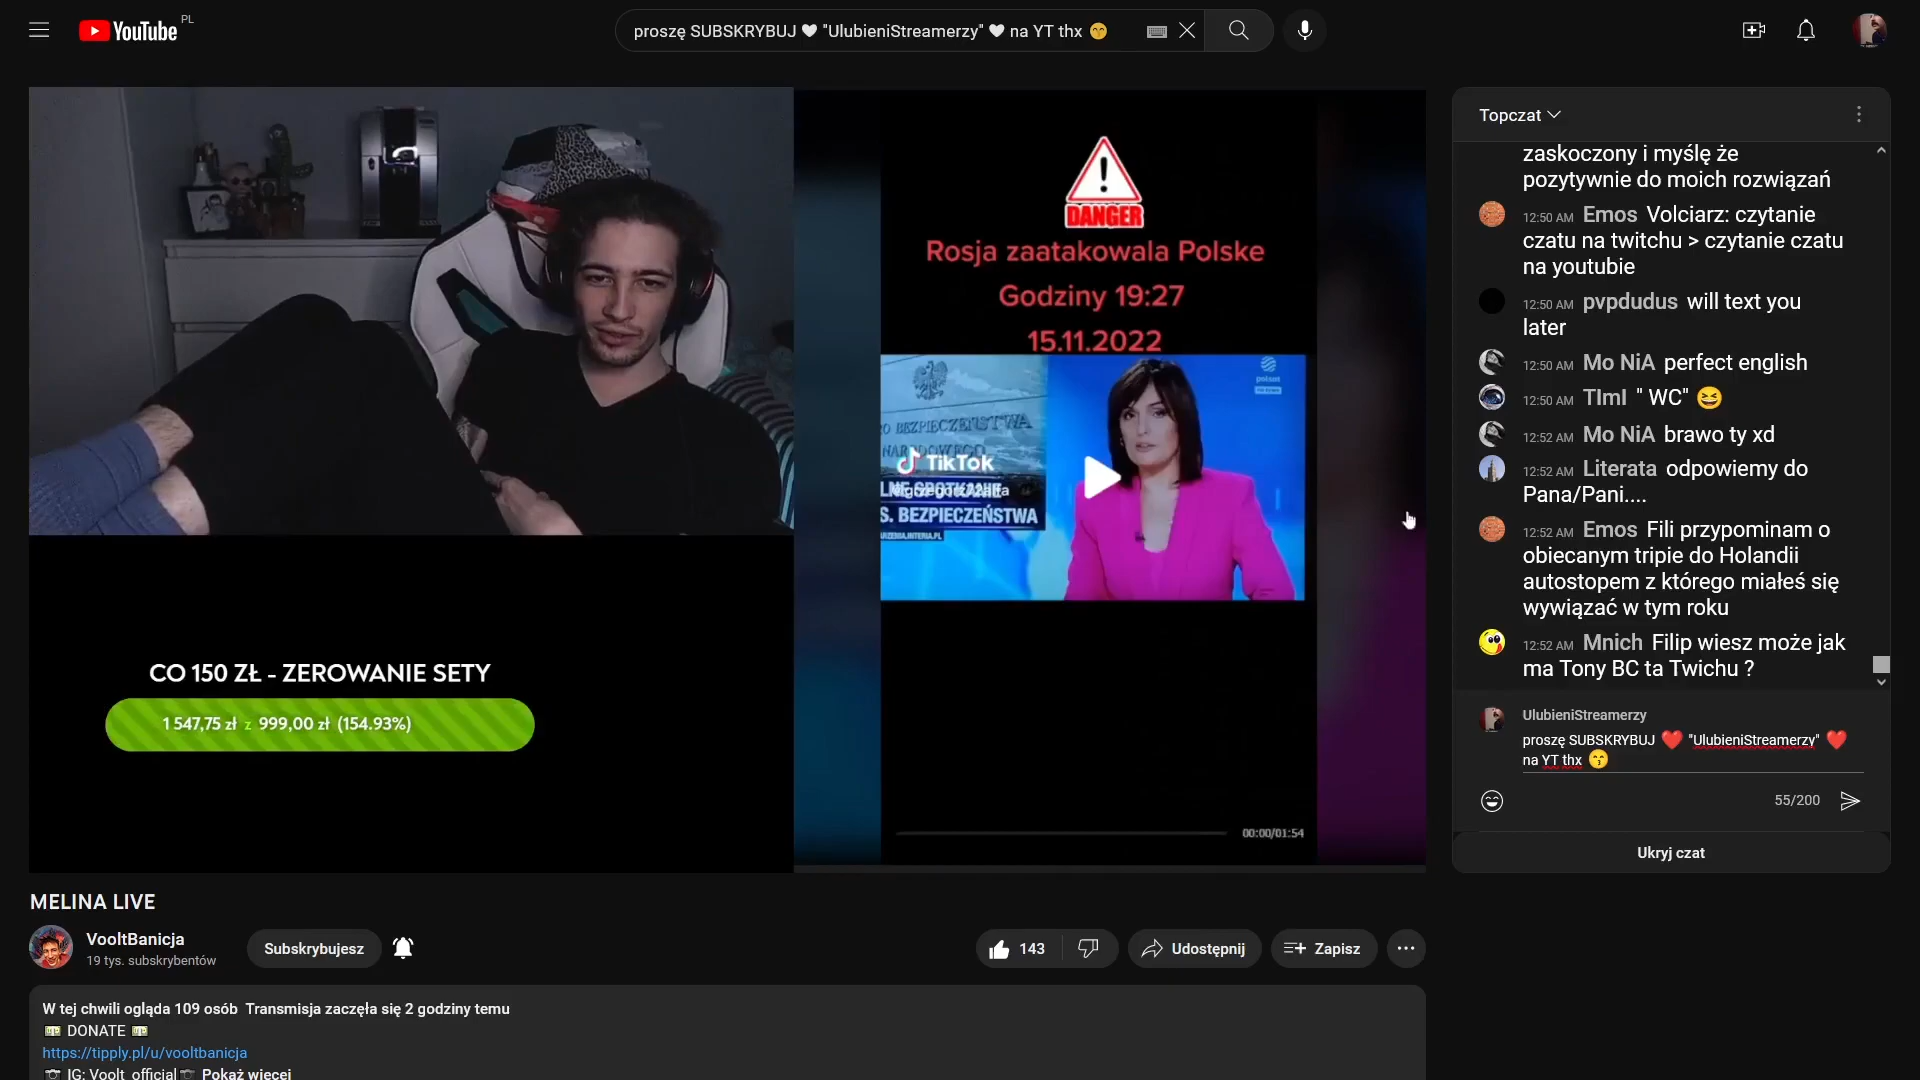 YouTube PL
proszę SUBSKRYBUJ 🖤 "UlubieniStreamerzy" 🖤 na YT thx 😙
DANGER
Rosja zaatakowala Polske
Godziny 19:27
15.11.2022
polsat
TikTok
S. BEZPIECZEŃSTWA
00:00/01:54
CO 150 ZŁ - ZEROWANIE SETY
1 547,75 zł z 999,00 zł (154.93%)
MELINA LIVE
VooltBanicja
19 tys. subskrybentów
Subskrybujesz
143
Udostępnij
Zapisz
W tej chwili ogląda 109 osób Transmisja zaczęła się 2 godziny temu
💵 DONATE 💵
https://tipply.pl/u/vooltbanicja
📷 IG: Voolt_official 📷 Pokaż więcej
Topczat
zaskoczony i myślę że
pozytywnie do moich rozwiązań
12:50 AM Emos Volciarz: czytanie
czatu na twitchu > czytanie czatu
na youtubie
12:50 AM pvpdudus will text you
later
12:50 AM Mo NiA perfect english
12:50 AM TImI " WC" 😆
12:52 AM Mo NiA brawo ty xd
12:52 AM Literata odpowiemy do
Pana/Pani....
12:52 AM Emos Fili przypominam o
obiecanym tripie do Holandii
autostopem z którego miałeś się
wywiązać w tym roku
12:52 AM Mnich Filip wiesz może jak
ma Tony BC ta Twichu ?
UlubieniStreamerzy
proszę SUBSKRYBUJ ❤️ "UlubieniStreamerzy" ❤️
na YT thx 😙
55/200
Ukryj czat